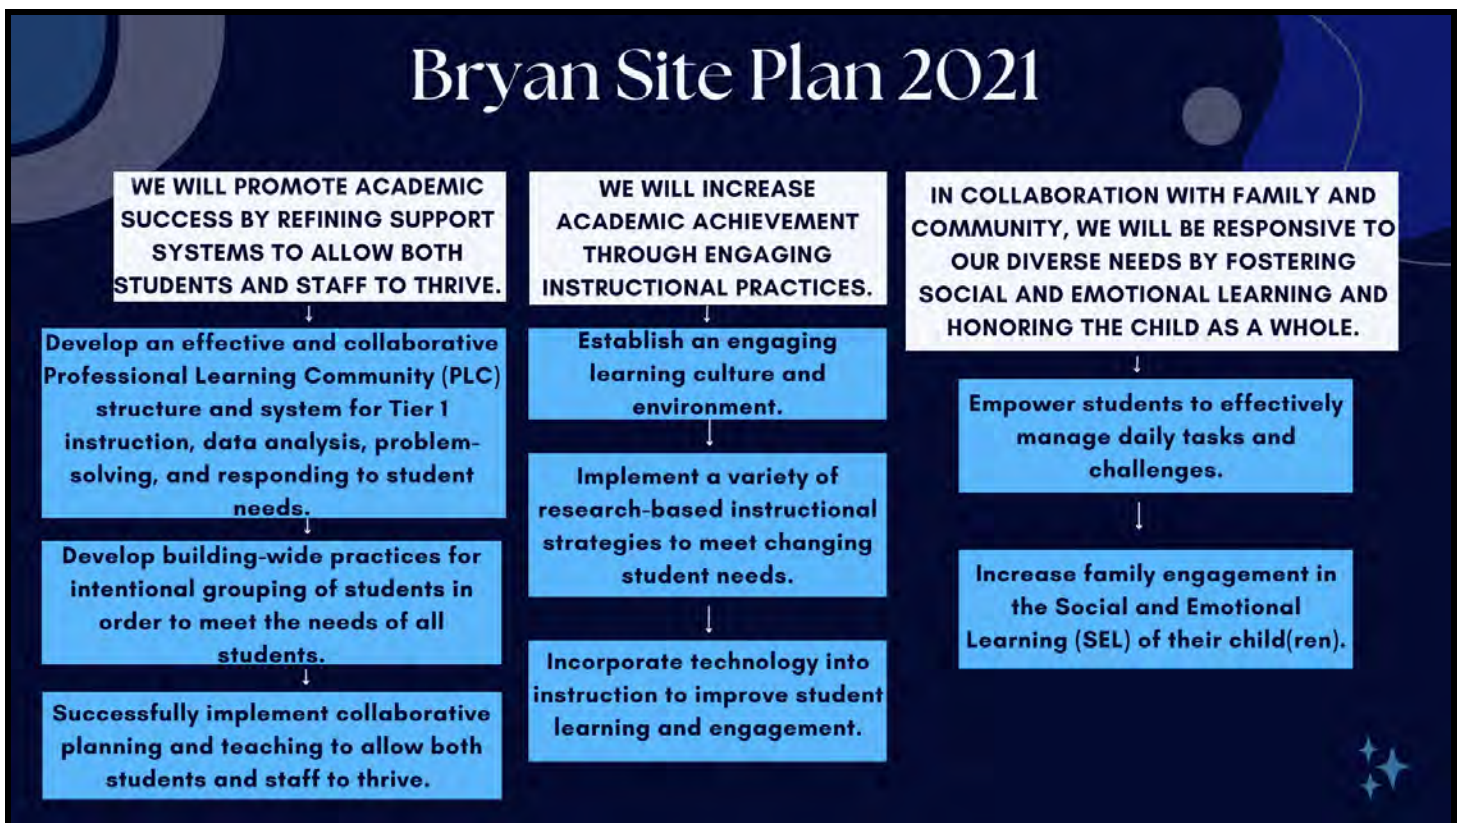 Bryan Site Plan 2021
WE WILL PROMOTE ACADEMIC
SUCCESS BY REFINING SUPPORT
SYSTEMS TO ALLOW BOTH
STUDENTS AND STAFF TO THRIVE.
Develop an effective and collaborative
Professional Learning Community (PLC)
structure and system for Tier 1
instruction, data analysis, problem-
solving, and responding to student
needs.
Develop building-wide practices for
intentional grouping of students in
order to meet the needs of all
students.
Successfully implement collaborative
planning and teaching to allow both
students and staff to thrive.
WE WILL INCREASE
ACADEMIC ACHIEVEMENT
THROUGH ENGAGING
INSTRUCTIONAL PRACTICES.
Establish an engaging
learning culture and
environment.
Implement a variety of
research-based instructional
strategies to meet changing
student needs.
Incorporate technology into
instruction to improve student
learning and engagement.
IN COLLABORATION WITH FAMILY AND
COMMUNITY, WE WILL BE RESPONSIVE TO
OUR DIVERSE NEEDS BY FOSTERING
SOCIAL AND EMOTIONAL LEARNING AND
HONORING THE CHILD AS A WHOLE.
Empower students to effectively
manage daily tasks and
challenges.
Increase family engagement in
the Social and Emotional
Learning (SEL) of their child(ren).